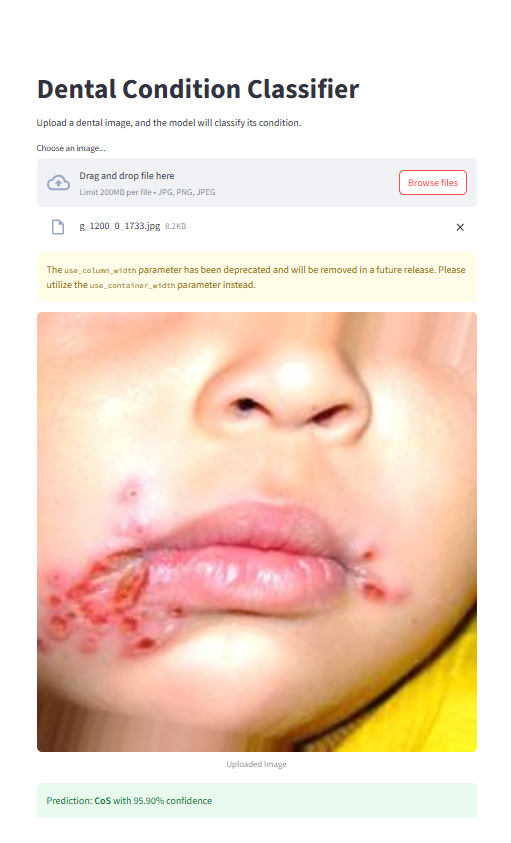 Dental Condition Classifier
Upload a dental image, and the model will classify its condition.
Choose an image...
Drag and drop file here
Limit 200MB per file • JPG, PNG, JPEG
Browse files
g_1200_0_1733.jpg 8.2KB
The use_column_width parameter has been deprecated and will be removed in a future release. Please
utilize the use_container_width parameter instead.
Uploaded Image
Prediction: CoS with 95.90% confidence